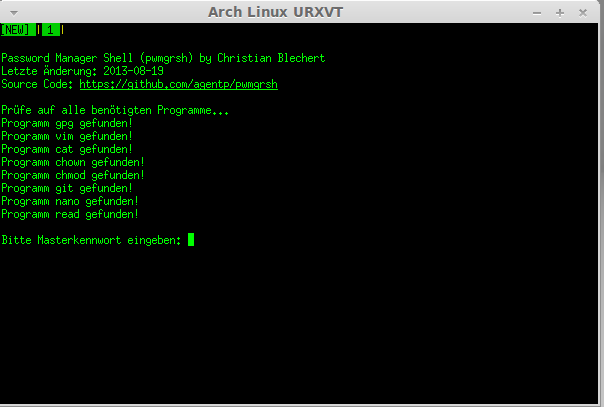 Arch Linux URXVT
[NEW] | 1 |
Password Manager Shell (pwmgrsh) by Christian Blechert
Letzte Änderung: 2013-08-19
Source Code: https://github.com/agentp/pwmgrsh
Prüfe auf alle benötigten Programme...
Programm gpg gefunden!
Programm vim gefunden!
Programm cat gefunden!
Programm chown gefunden!
Programm chmod gefunden!
Programm git gefunden!
Programm nano gefunden!
Programm read gefunden!
Bitte Masterkennwort eingeben: